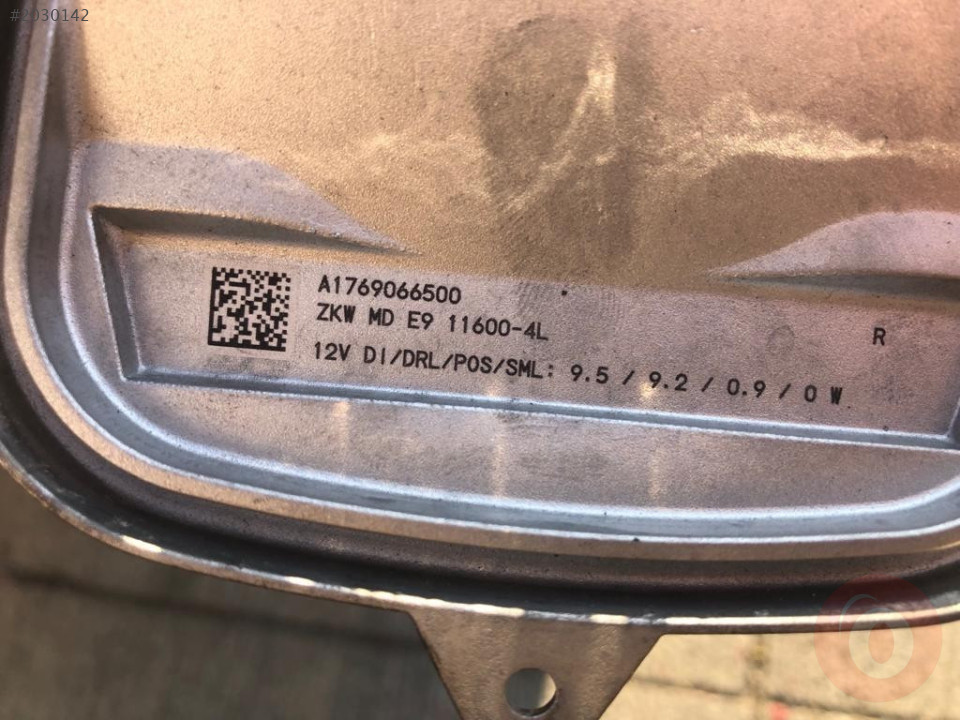 #2030142
A1769066500
ZKW MD E9 11600-4L
R
12V DI/DRL/POS/SML: 9.5 / 9.2 / 0.9 / 0 W